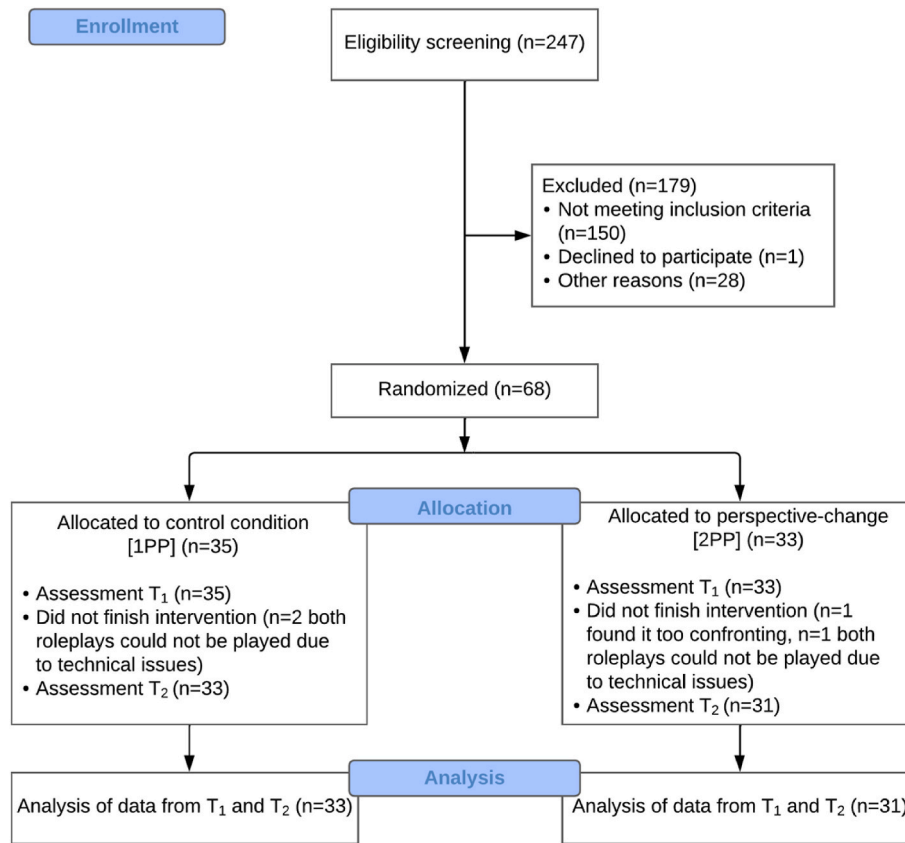 Enrollment
Eligibility screening (n=247)
Excluded (n=179)
• Not meeting inclusion criteria
(n=150)
• Declined to participate (n=1)
• Other reasons (n=28)
Randomized (n=68)
Allocation
Allocated to control condition
[1PP] (n=35)
• Assessment T₁ (n=35)
• Did not finish intervention (n=2 both
roleplays could not be played due
to technical issues)
• Assessment T₂ (n=33)
Allocated to perspective-change
[2PP] (n=33)
• Assessment T₁ (n=33)
• Did not finish intervention (n=1
found it too confronting, n=1 both
roleplays could not be played due
to technical issues)
• Assessment T₂ (n=31)
Analysis
Analysis of data from T₁ and T₂ (n=33)
Analysis of data from T₁ and T₂ (n=31)